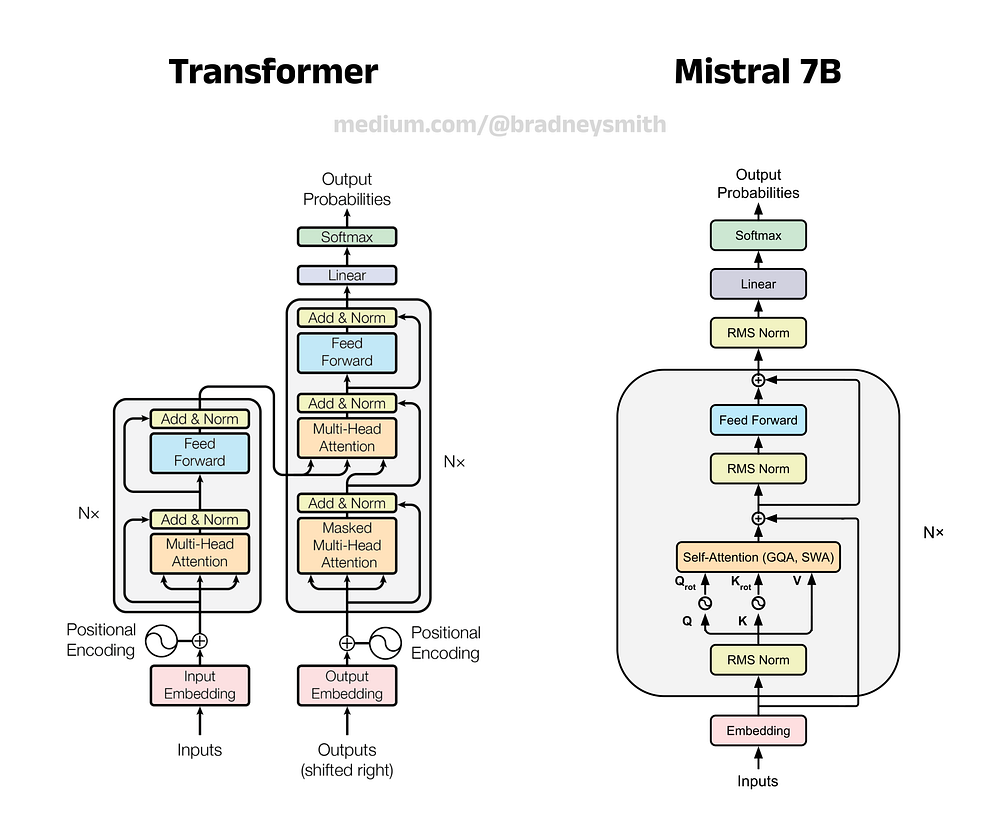 Transformer
Mistral 7B
medium.com/@bradneysmith
Output
Probabilities
Softmax
Linear
Add & Norm
Feed
Forward
Add & Norm
Multi-Head
Attention
Add & Norm
Masked
Multi-Head
Attention
N×
Add & Norm
Feed
Forward
Add & Norm
Multi-Head
Attention
N×
Positional
Encoding
Positional
Encoding
Input
Embedding
Output
Embedding
Inputs
Outputs
(shifted right)
Output
Probabilities
Softmax
Linear
RMS Norm
Feed Forward
RMS Norm
Self-Attention (GQA, SWA)
Qrot Krot V
Q K
RMS Norm
N×
Embedding
Inputs